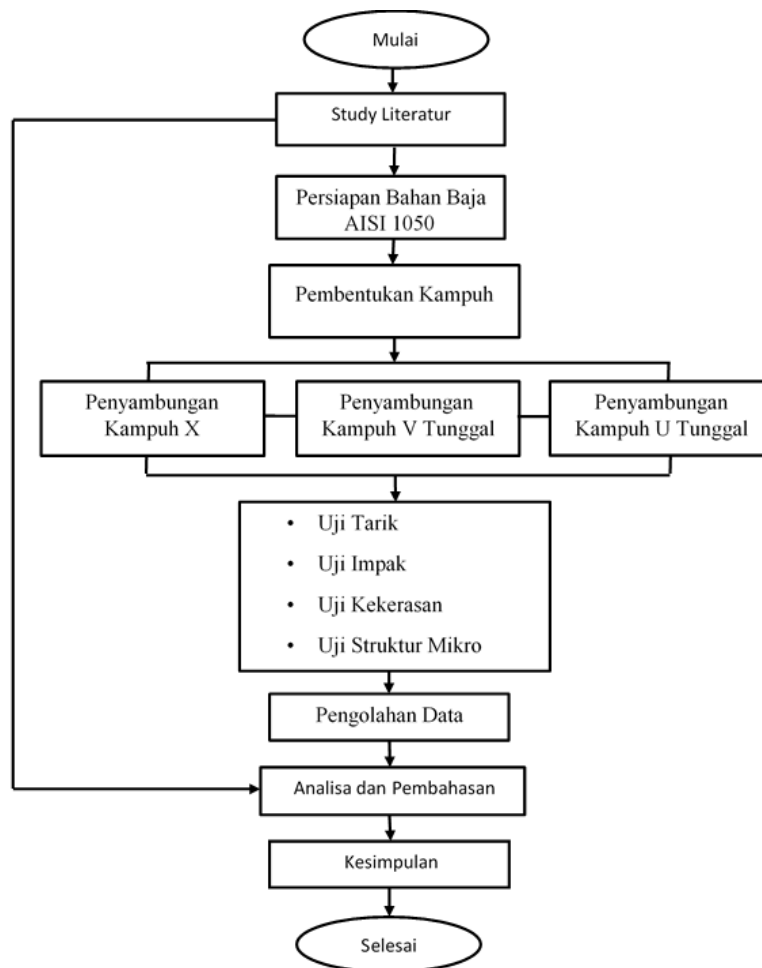 Mulai
Study Literatur
Persiapan Bahan Baja
AISI 1050
Pembentukan Kampuh
Penyambungan
Kampuh X
Penyambungan
Kampuh V Tunggal
Penyambungan
Kampuh U Tunggal
• Uji Tarik
• Uji Impak
• Uji Kekerasan
• Uji Struktur Mikro
Pengolahan Data
Analisa dan Pembahasan
Kesimpulan
Selesai